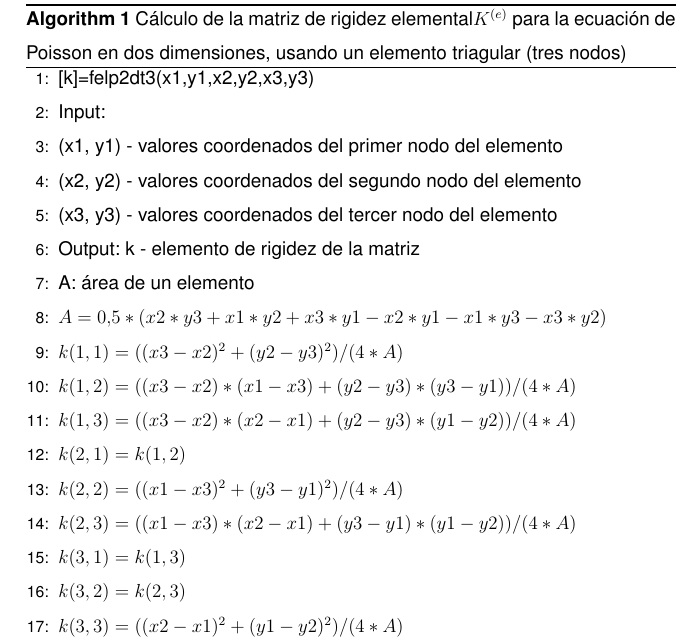 Algorithm 1 Cálculo de la matriz de rigidez elementalK^(e) para la ecuación de
Poisson en dos dimensiones, usando un elemento triagular (tres nodos)
1: [k]=felp2dt3(x1,y1,x2,y2,x3,y3)
2: Input:
3: (x1, y1) - valores coordenados del primer nodo del elemento
4: (x2, y2) - valores coordenados del segundo nodo del elemento
5: (x3, y3) - valores coordenados del tercer nodo del elemento
6: Output: k - elemento de rigidez de la matriz
7: A: área de un elemento
8: A = 0,5 * (x2 * y3 + x1 * y2 + x3 * y1 − x2 * y1 − x1 * y3 − x3 * y2)
9: k(1, 1) = ((x3 − x2)² + (y2 − y3)²)/(4 * A)
10: k(1, 2) = ((x3 − x2) * (x1 − x3) + (y2 − y3) * (y3 − y1))/(4 * A)
11: k(1, 3) = ((x3 − x2) * (x2 − x1) + (y2 − y3) * (y1 − y2))/(4 * A)
12: k(2, 1) = k(1, 2)
13: k(2, 2) = ((x1 − x3)² + (y3 − y1)²)/(4 * A)
14: k(2, 3) = ((x1 − x3) * (x2 − x1) + (y3 − y1) * (y1 − y2))/(4 * A)
15: k(3, 1) = k(1, 3)
16: k(3, 2) = k(2, 3)
17: k(3, 3) = ((x2 − x1)² + (y1 − y2)²)/(4 * A)